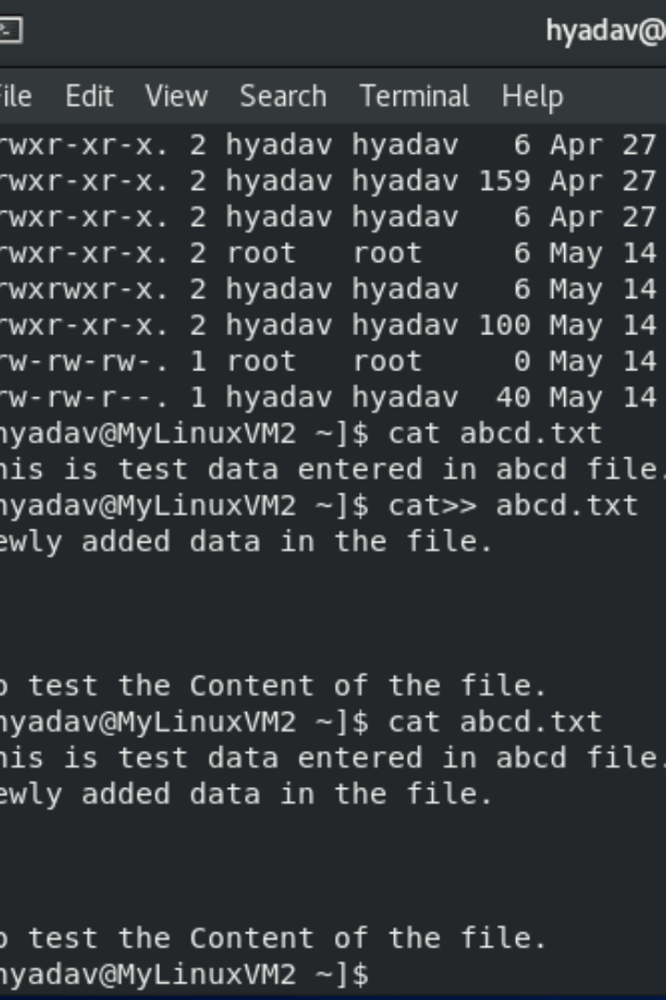 hyadav@
File Edit View Search Terminal Help
rwxr-xr-x. 2 hyadav hyadav 6 Apr 27
rwxr-xr-x. 2 hyadav hyadav 159 Apr 27
rwxr-xr-x. 2 hyadav hyadav 6 Apr 27
rwxr-xr-x. 2 root root 6 May 14
rwxrwxr-x. 2 hyadav hyadav 6 May 14
rwxr-xr-x. 2 hyadav hyadav 100 May 14
rw-rw-rw-. 1 root root 0 May 14
rw-rw-r--. 1 hyadav hyadav 40 May 14
hyadav@MyLinuxVM2 ~]$ cat abcd.txt
his is test data entered in abcd file.
hyadav@MyLinuxVM2 ~]$ cat>> abcd.txt
ewly added data in the file.
o test the Content of the file.
hyadav@MyLinuxVM2 ~]$ cat abcd.txt
his is test data entered in abcd file.
ewly added data in the file.
o test the Content of the file.
hyadav@MyLinuxVM2 ~]$